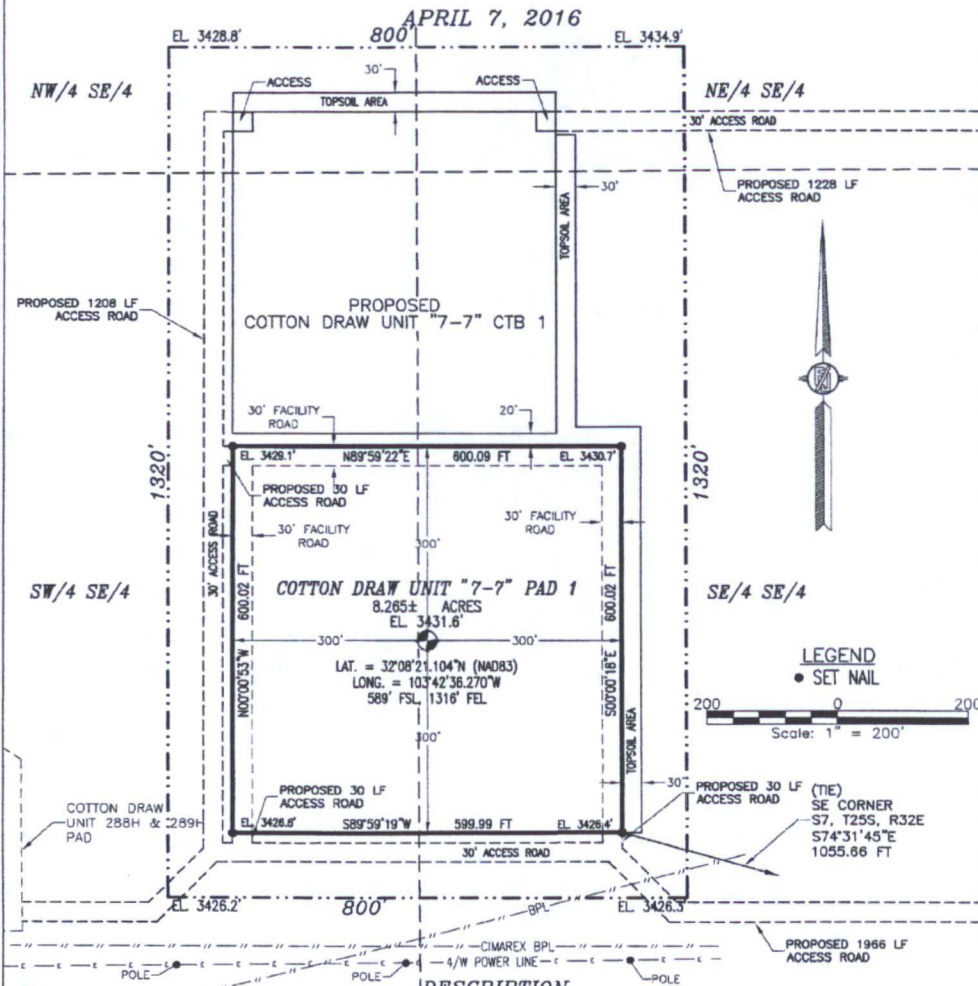 APRIL 7, 2016
EL. 3428.8'
800'
EL. 3434.9'
NW/4 SE/4
ACCESS
30'
ACCESS
NE/4 SE/4
TOPSOIL AREA
30' ACCESS ROAD
30'
PROPOSED 1228 LF
ACCESS ROAD
TOPSOIL AREA
PROPOSED 1208 LF
ACCESS ROAD
PROPOSED
COTTON DRAW UNIT "7-7" CTB 1
30' FACILITY
ROAD
20'
1320'
EL. 3429.1'
N89°59'22"E
600.09 FT
EL. 3430.7'
1320'
PROPOSED 30 LF
ACCESS ROAD
30' FACILITY
ROAD
30' FACILITY
ROAD
300'
30' ACCESS ROAD
600.02 FT
600.02 FT
SW/4 SE/4
COTTON DRAW UNIT "7-7" PAD 1
8.265± ACRES
EL. 3431.6'
SE/4 SE/4
300'
300'
LAT. = 32°08'21.104"N (NAD83)
LONG. = 103°42'36.270"W
589' FSL, 1316' FEL
N00°00'53"W
S00°00'18"E
LEGEND
● SET NAIL
200 0 200
Scale: 1" = 200'
300'
TOPSOIL AREA
30'
PROPOSED 30 LF
ACCESS ROAD
PROPOSED 30 LF
ACCESS ROAD
(TIE)
SE CORNER
S7, T25S, R32E
S74°31'45"E
1055.66 FT
COTTON DRAW
UNIT 288H & 289H
PAD
EL. 3426.6'
S89°59'19"W
599.99 FT
EL. 3426.4'
30' ACCESS ROAD
EL. 3426.2'
800'
BPL
EL. 3426.3'
CIMAREX BPL
4/W POWER LINE
PROPOSED 1966 LF
ACCESS ROAD
POLE
POLE
POLE
DESCRIPTION